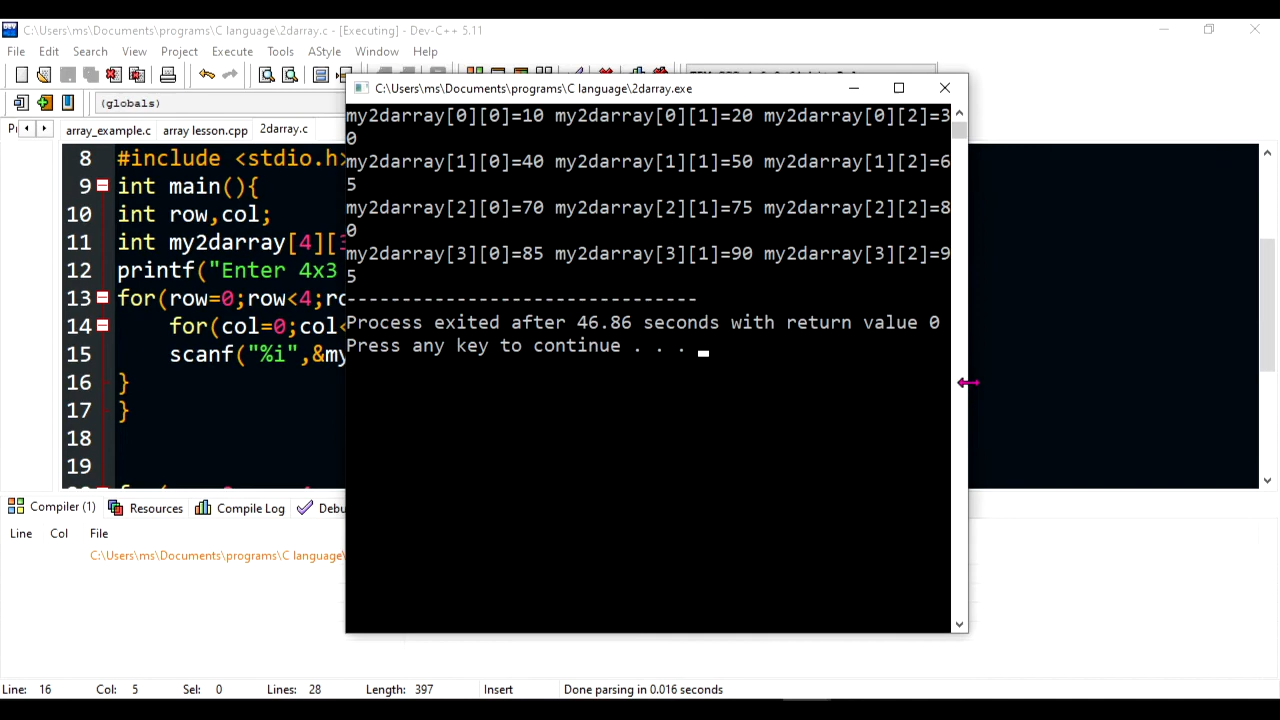 C:\Users\ms\Documents\programs\C language\2darray.c - [Executing] - Dev-C++ 5.11
File Edit Search View Project Execute Tools AStyle Window Help
(globals)
array_example.c array lesson.cpp 2darray.c
8 #include <stdio.h>
9 int main(){
10 int row,col;
11 int my2darray[4][
12 printf("Enter 4x3
13 for(row=0;row<4;ro
14 for(col=0;col<
15 scanf("%i",&my
16 }
17 }
18
19
C:\Users\ms\Documents\programs\C language\2darray.exe
my2darray[0][0]=10 my2darray[0][1]=20 my2darray[0][2]=3
0
my2darray[1][0]=40 my2darray[1][1]=50 my2darray[1][2]=6
5
my2darray[2][0]=70 my2darray[2][1]=75 my2darray[2][2]=8
0
my2darray[3][0]=85 my2darray[3][1]=90 my2darray[3][2]=9
5
--------------------------------
Process exited after 46.86 seconds with return value 0
Press any key to continue . . .
Compiler (1) Resources Compile Log Debu
Line Col File
C:\Users\ms\Documents\programs\C language\
Line: 16 Col: 5 Sel: 0 Lines: 28 Length: 397 Insert Done parsing in 0.016 seconds